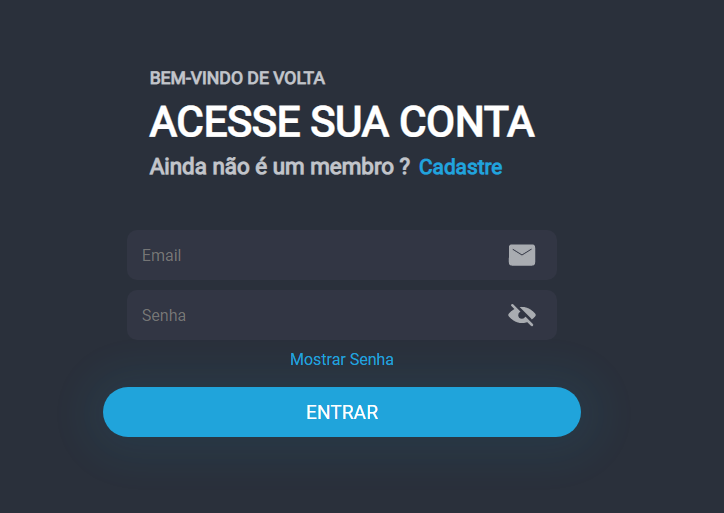 BEM-VINDO DE VOLTA
ACESSE SUA CONTA
Ainda não é um membro ? Cadastre
Email
Senha
Mostrar Senha
ENTRAR